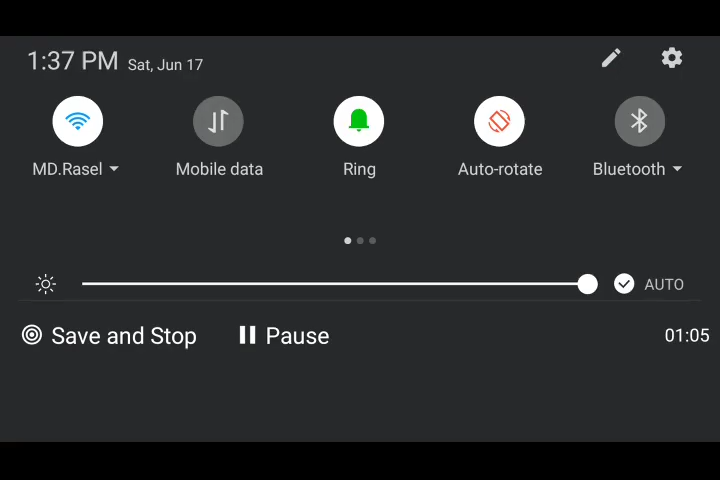 1:37 PM Sat, Jun 17
MD.Rasel Mobile data Ring Auto-rotate Bluetooth
AUTO
Save and Stop Pause 01:05